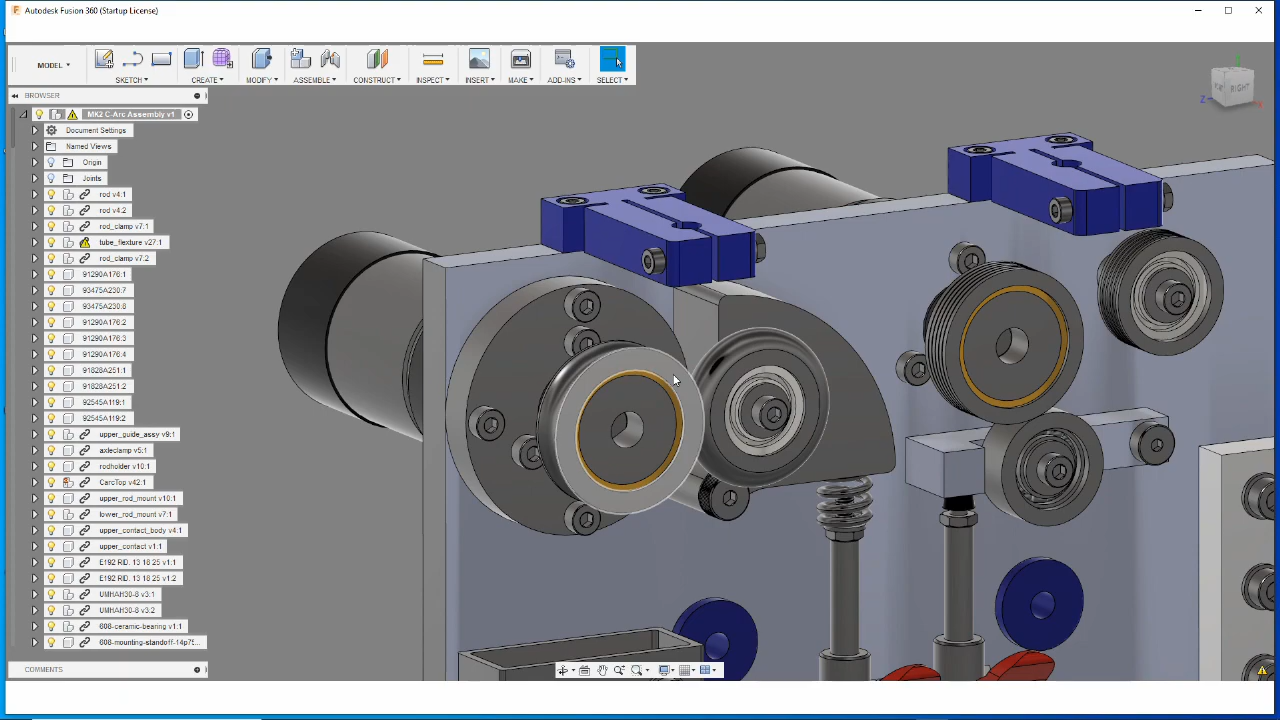 Autodesk Fusion 360 (Startup License)
MODEL
SKETCH
CREATE
MODIFY
ASSEMBLE
CONSTRUCT
INSPECT
INSERT
MAKE
ADD-INS
SELECT
BROWSER
MK2 C-Arc Assembly v1
Document Settings
Named Views
Origin
Joints
rod v4:1
rod v4:2
rod_clamp v7:1
tube_flexture v27:1
rod_clamp v7:2
91290A176:1
93475A230:7
93475A230:8
91290A176:2
91290A176:3
91290A176:4
91828A251:1
91828A251:2
92545A119:1
92545A119:2
upper_guide_assy v9:1
axleclamp v5:1
rodholder v10:1
CarcTop v42:1
upper_rod_mount v10:1
lower_rod_mount v7:1
upper_contact_body v4:1
upper_contact v1:1
E192 RID. 13 18 25 v1:1
E192 RID. 13 18 25 v1:2
UMHAH30-8 v3:1
UMHAH30-8 v3:2
608-ceramic-bearing v1:1
608-mounting-standoff-14p75...
COMMENTS
RIGHT
Z